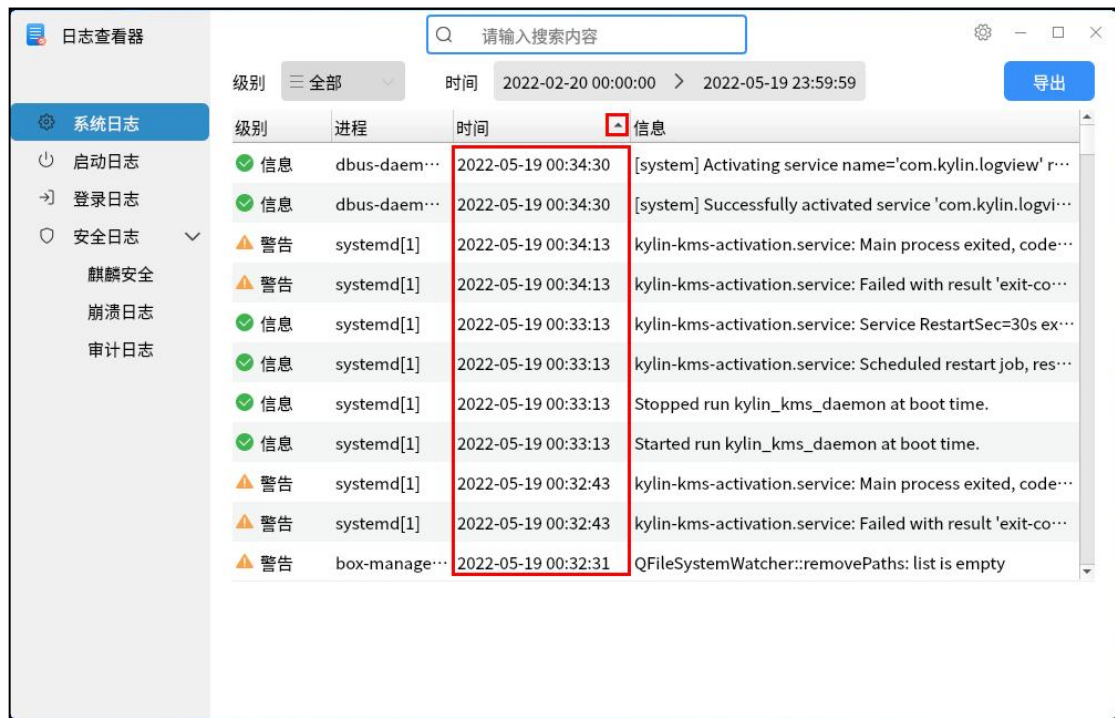 日志查看器
请输入搜索内容
级别 全部 时间 2022-02-20 00:00:00 > 2022-05-19 23:59:59 导出
系统日志
启动日志
登录日志
安全日志
麒麟安全
崩溃日志
审计日志
级别 进程 时间 信息
信息 dbus-daem··· 2022-05-19 00:34:30 [system] Activating service name='com.kylin.logview' r···
信息 dbus-daem··· 2022-05-19 00:34:30 [system] Successfully activated service 'com.kylin.logvi···
警告 systemd[1] 2022-05-19 00:34:13 kylin-kms-activation.service: Main process exited, code···
警告 systemd[1] 2022-05-19 00:34:13 kylin-kms-activation.service: Failed with result 'exit-co···
信息 systemd[1] 2022-05-19 00:33:13 kylin-kms-activation.service: Service RestartSec=30s ex···
信息 systemd[1] 2022-05-19 00:33:13 kylin-kms-activation.service: Scheduled restart job, res···
信息 systemd[1] 2022-05-19 00:33:13 Stopped run kylin_kms_daemon at boot time.
信息 systemd[1] 2022-05-19 00:33:13 Started run kylin_kms_daemon at boot time.
警告 systemd[1] 2022-05-19 00:32:43 kylin-kms-activation.service: Main process exited, code···
警告 systemd[1] 2022-05-19 00:32:43 kylin-kms-activation.service: Failed with result 'exit-co···
警告 box-manage··· 2022-05-19 00:32:31 QFileSystemWatcher::removePaths: list is empty